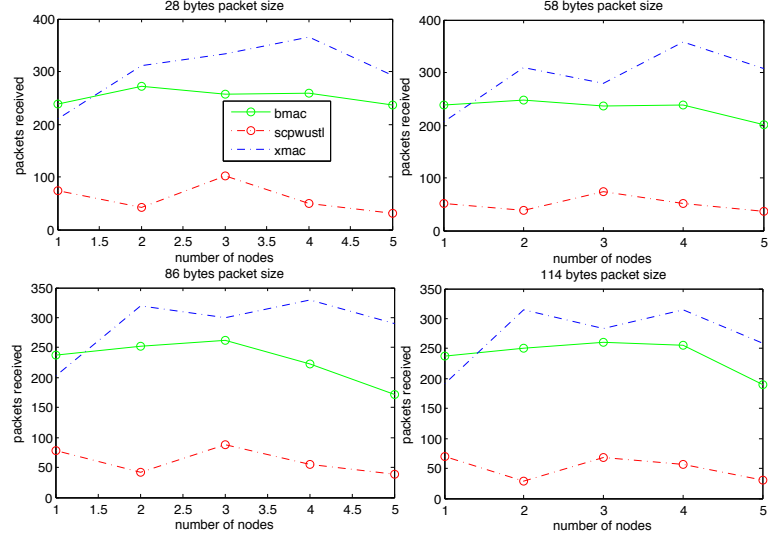 28 bytes packet size
400
300
200
100
0
packets received
bmac
scpwustl
xmac
1 1.5 2 2.5 3 3.5 4 4.5 5
number of nodes
58 bytes packet size
400
300
200
100
0
packets received
1 2 3 4 5
number of nodes
86 bytes packet size
350
300
250
200
150
100
50
0
packets received
1 1.5 2 2.5 3 3.5 4 4.5 5
number of nodes
114 bytes packet size
350
300
250
200
150
100
50
0
packets received
1 2 3 4 5
number of nodes